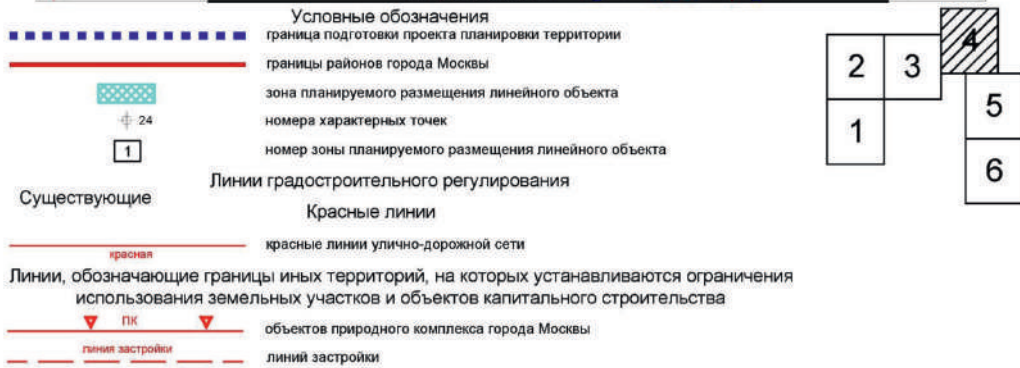 Условные обозначения
граница подготовки проекта планировки территории
границы районов города Москвы
зона планируемого размещения линейного объекта
24 номера характерных точек
1 номер зоны планируемого размещения линейного объекта
Линии градостроительного регулирования
Существующие
Красные линии
красная красные линии улично-дорожной сети
Линии, обозначающие границы иных территорий, на которых устанавливаются ограничения
использования земельных участков и объектов капитального строительства
ПК объектов природного комплекса города Москвы
линия застройки линий застройки
4
2 3
5
1
6